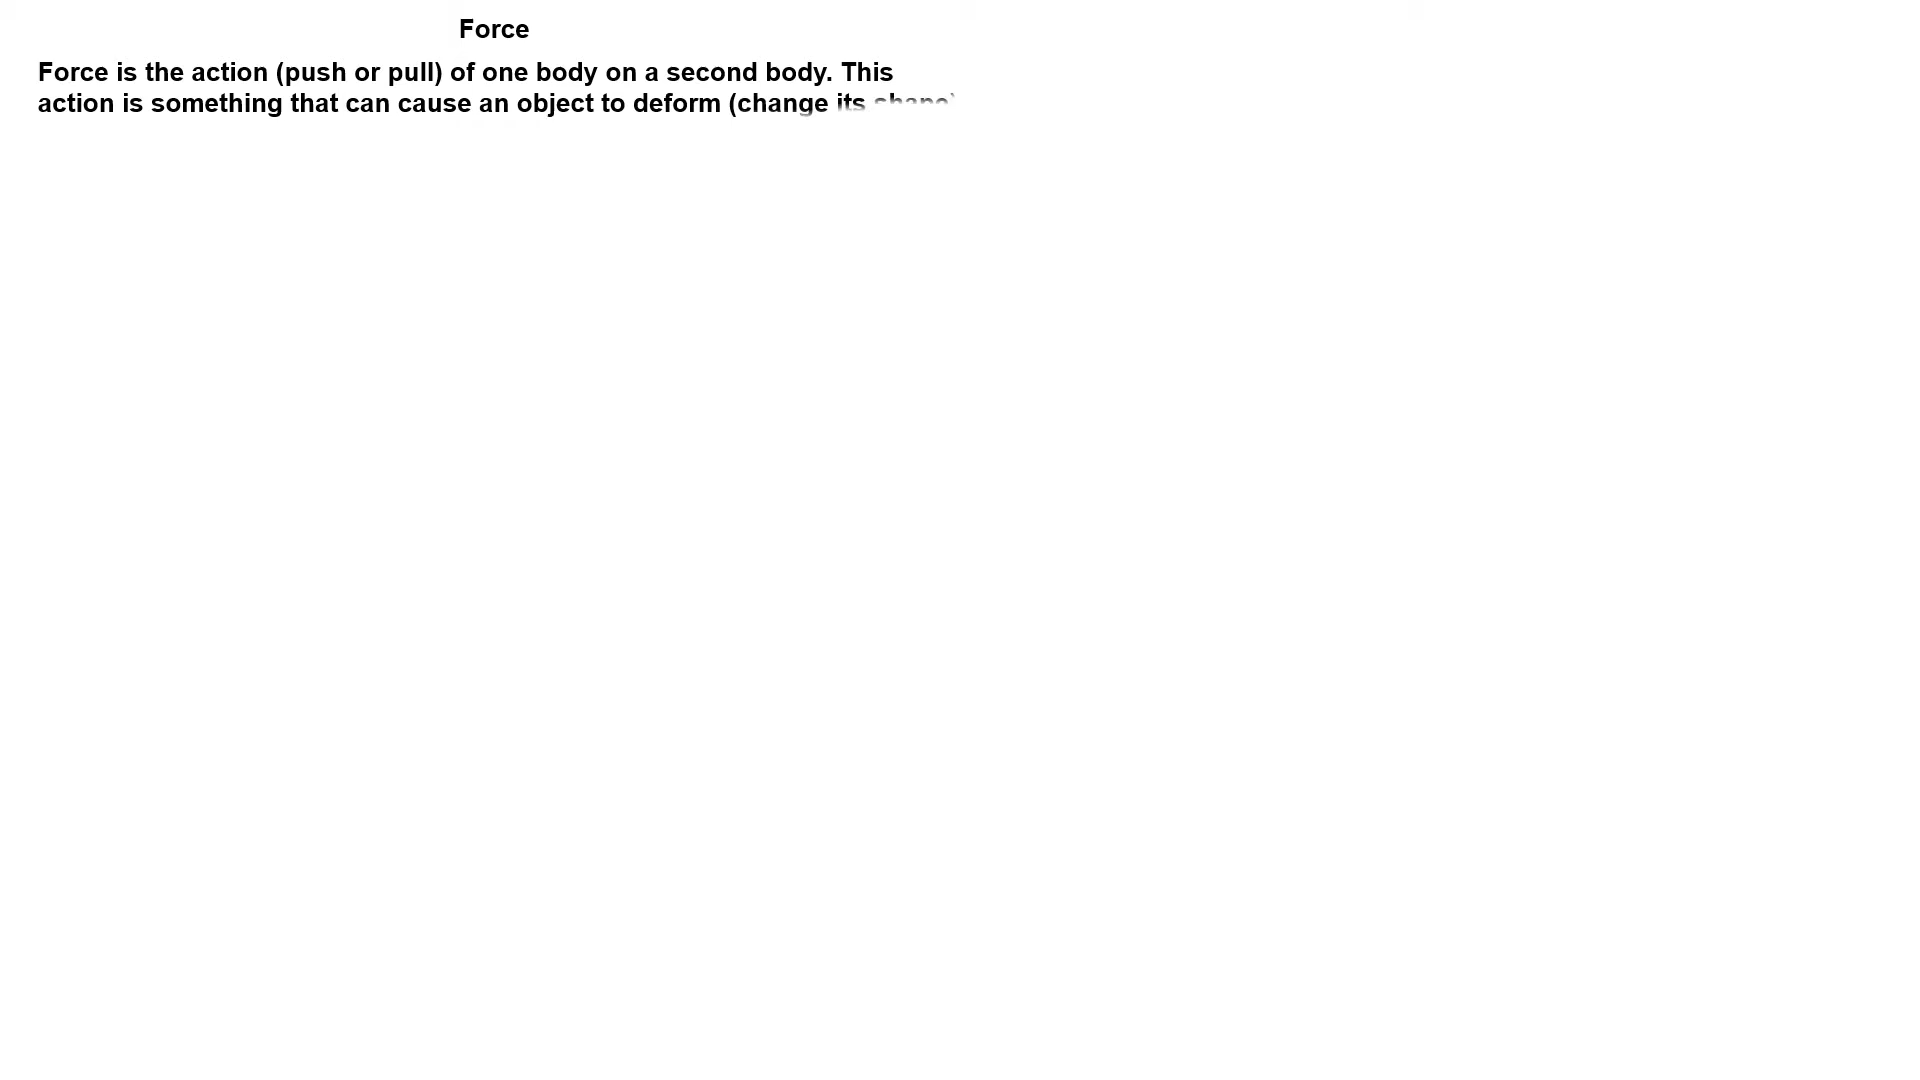 Force
Force is the action (push or pull) of one body on a second body. This
action is something that can cause an object to deform (change its shape)